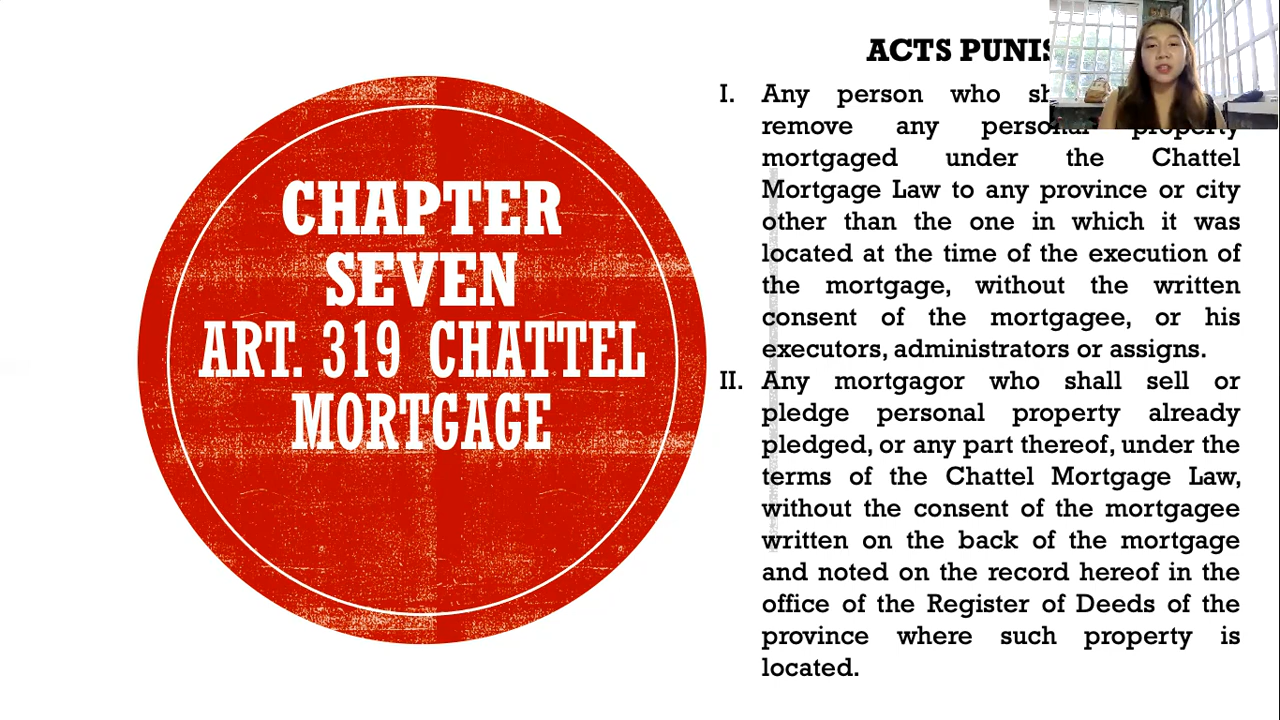 CHAPTER
SEVEN
ART. 319 CHATTEL
MORTGAGE
ACTS
I. Any person who
remove any personal property
mortgaged under the Chattel
Mortgage Law to any province or city
other than the one in which it was
located at the time of the execution of
the mortgage, without the written
consent of the mortgagee, or his
executors, administrators or assigns.
II. Any mortgagor who shall sell or
pledge personal property already
pledged, or any part thereof, under the
terms of the Chattel Mortgage Law,
without the consent of the mortgagee
written on the back of the mortgage
and noted on the record hereof in the
office of the Register of Deeds of the
province where such property is
located.